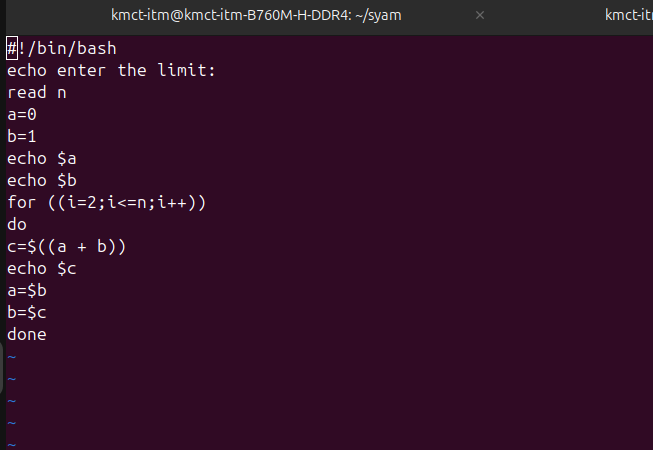 kmct-itm@kmct-itm-B760M-H-DDR4: ~/syam × kmct-it
#!/bin/bash
echo enter the limit:
read n
a=0
b=1
echo $a
echo $b
for ((i=2;i<=n;i++))
do
c=$((a + b))
echo $c
a=$b
b=$c
done
~
~
~
~
~